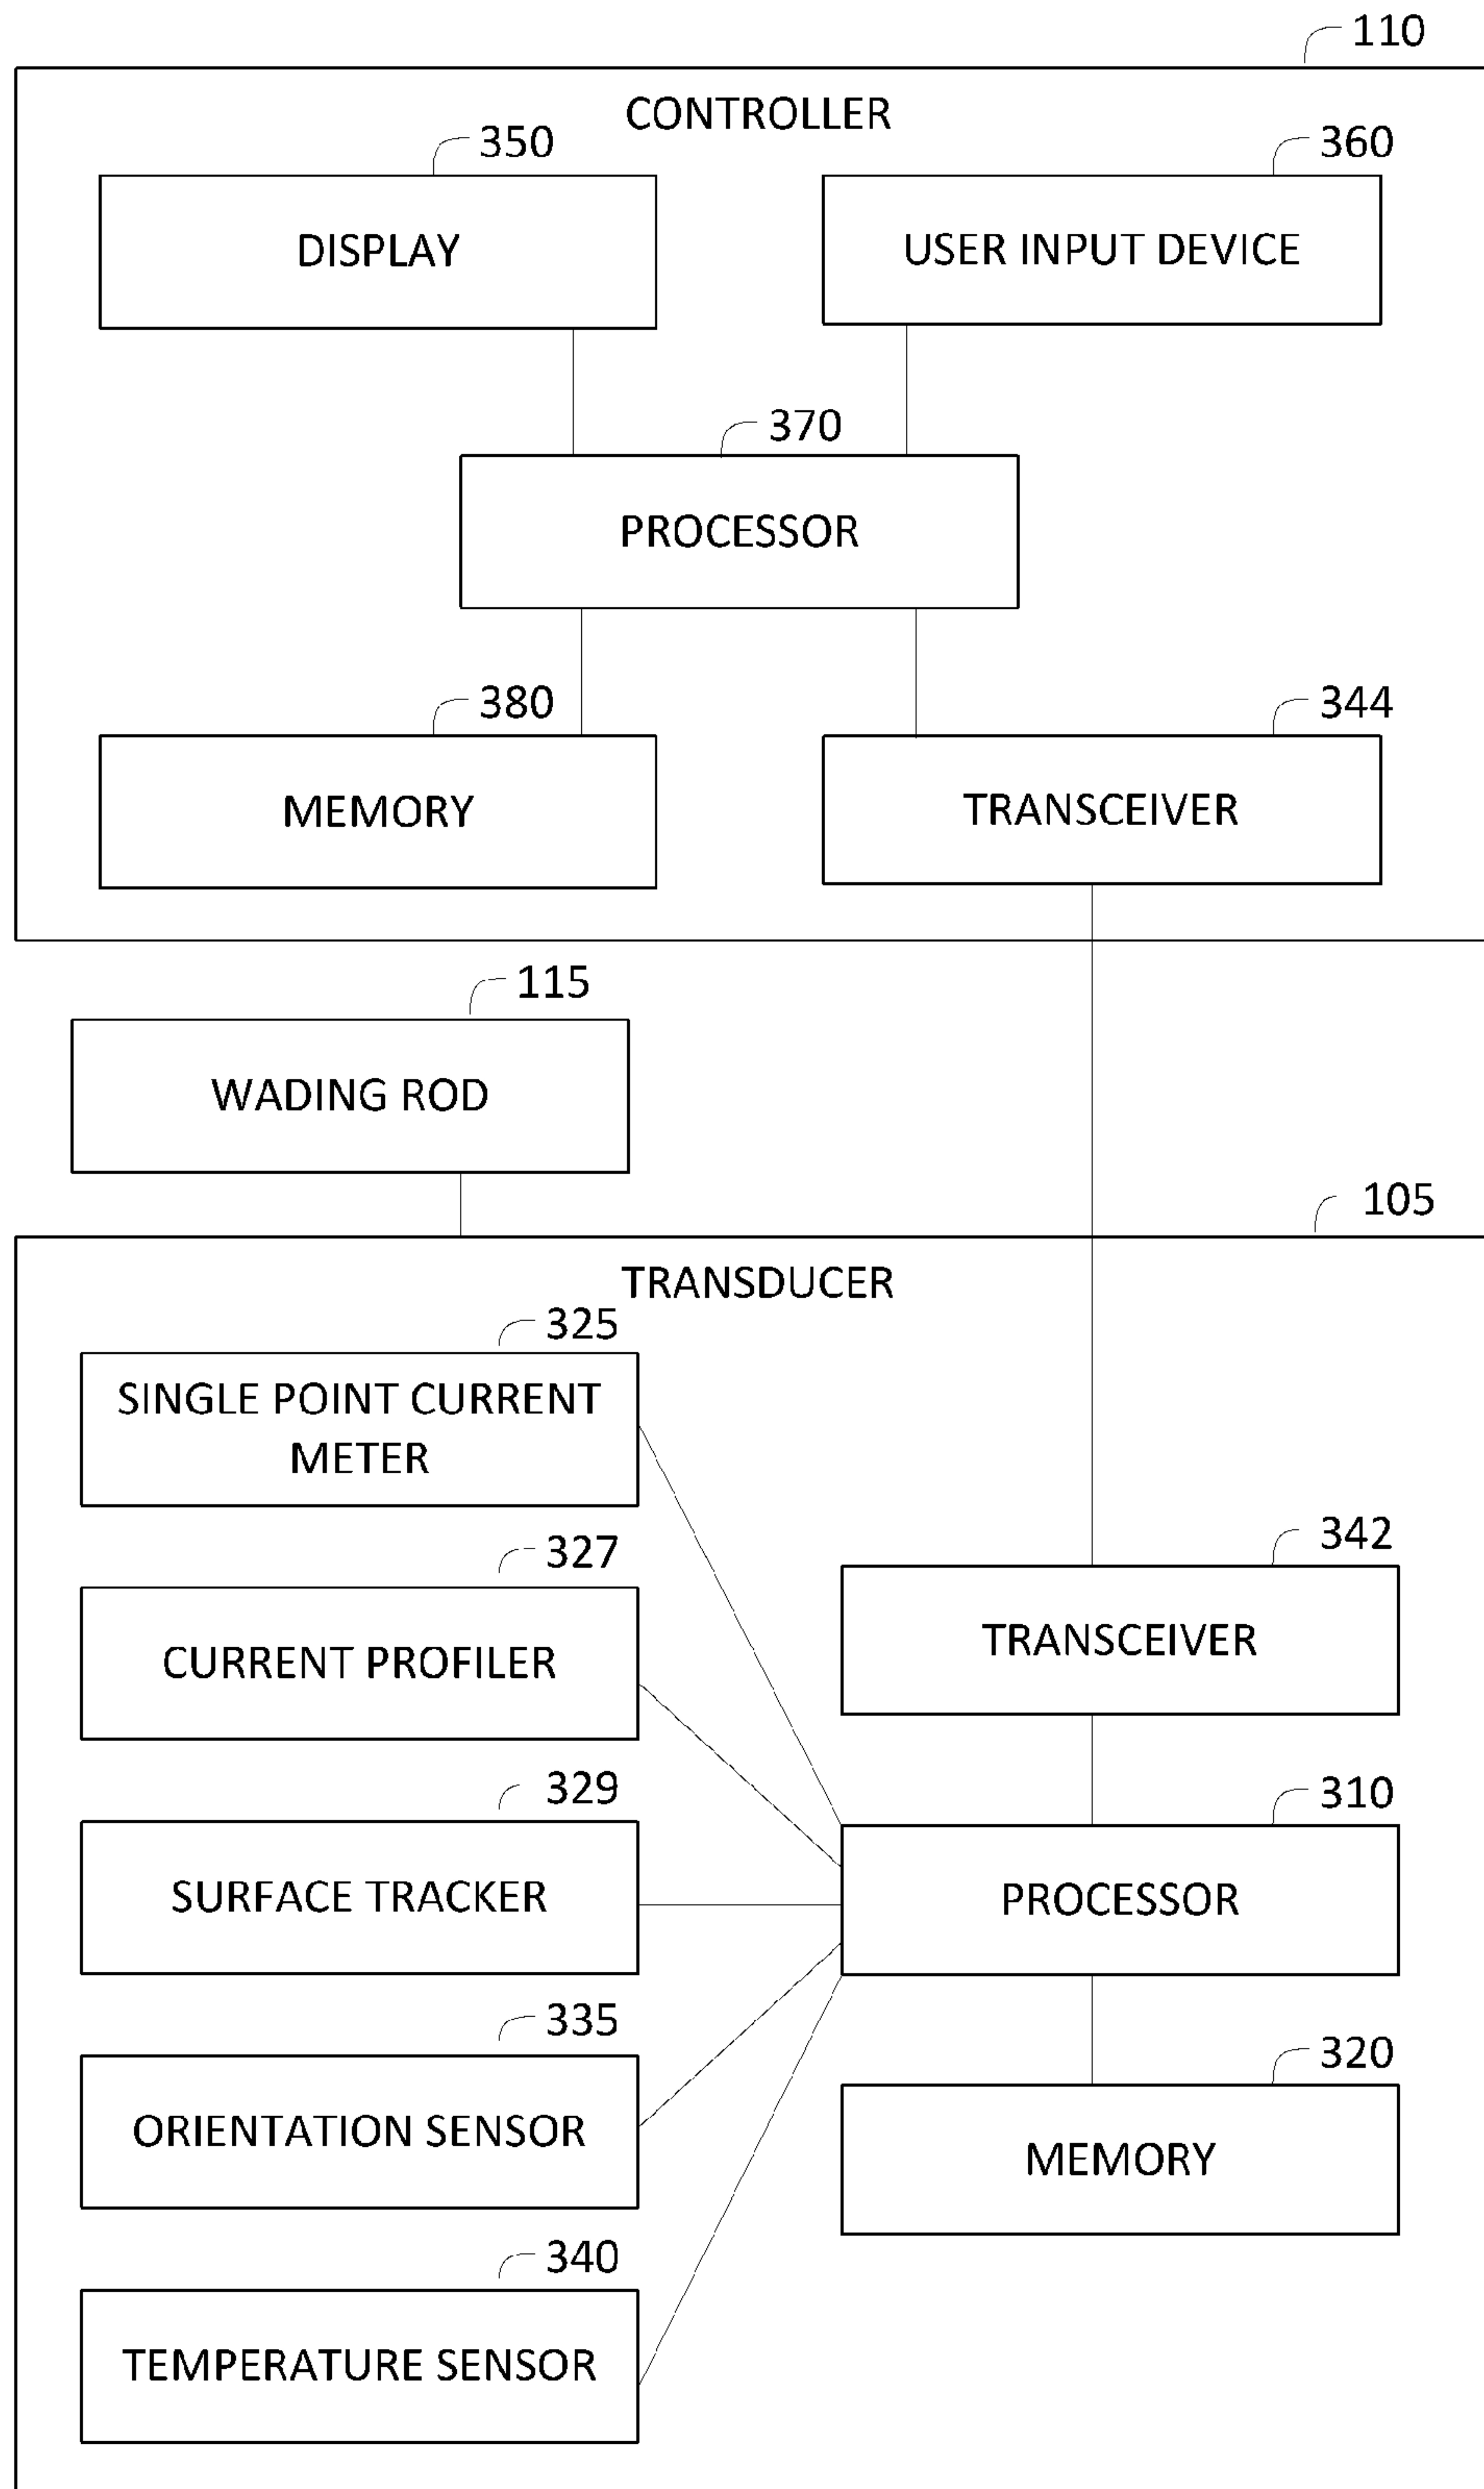 110
CONTROLLER
350
360
DISPLAY
USER INPUT DEVICE
370
PROCESSOR
380
344
MEMORY
TRANSCEIVER
115
WADING ROD
105
TRANSDUCER
325
SINGLE POINT CURRENT
METER
327
342
CURRENT PROFILER
TRANSCEIVER
329
310
SURFACE TRACKER
PROCESSOR
335
320
ORIENTATION SENSOR
MEMORY
340
TEMPERATURE SENSOR